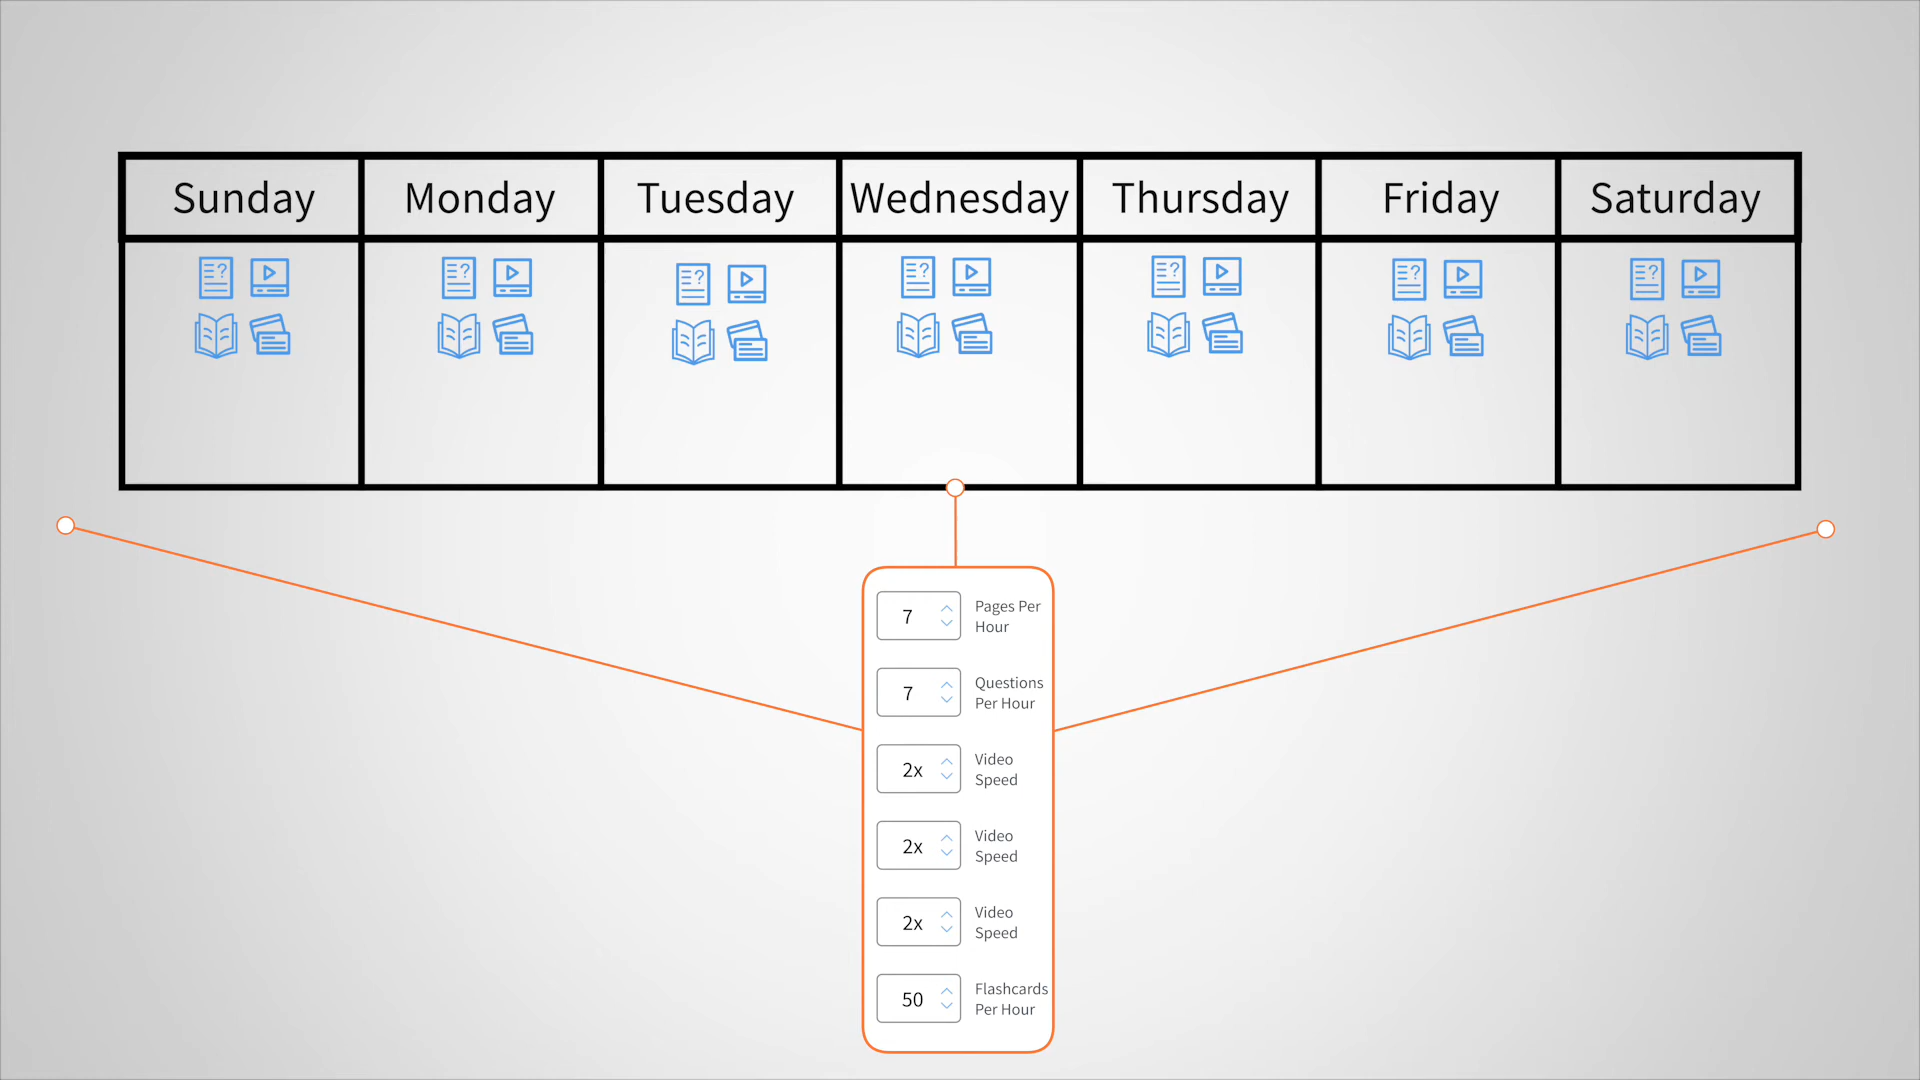 Sunday Monday Tuesday Wednesday Thursday Friday Saturday
? ? ? ? ? ? ?
7 Pages Per
Hour
7 Questions
Per Hour
2x Video
Speed
2x Video
Speed
2x Video
Speed
50 Flashcards
Per Hour